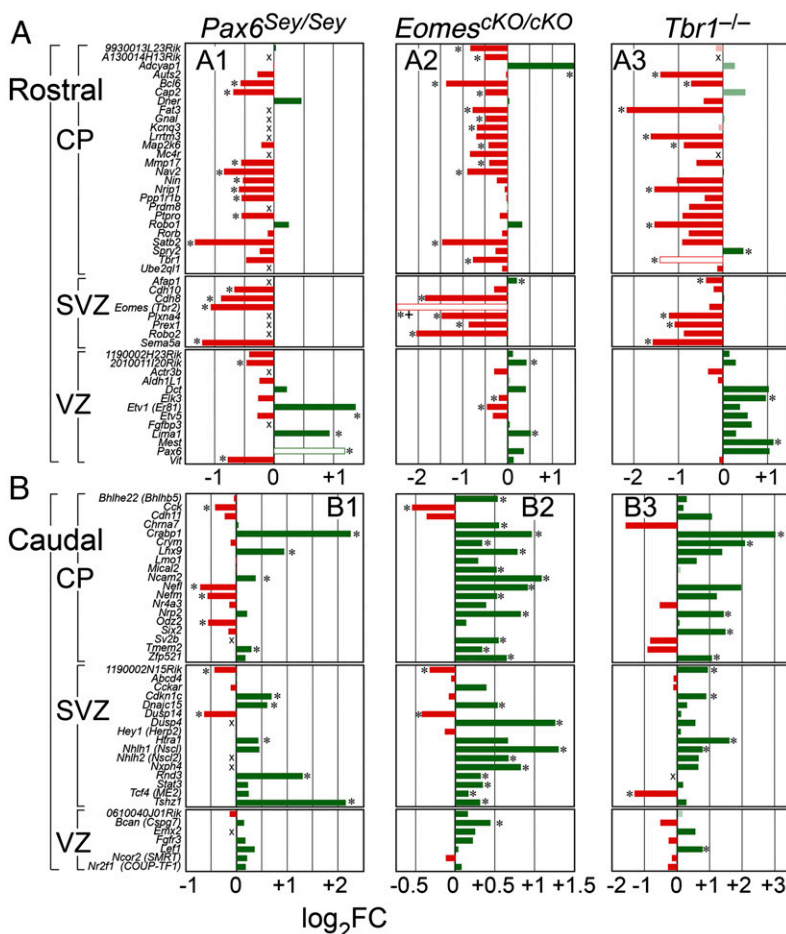 Pax6Sey/Sey EomescKO/cKO Tbr1–/–
A A1 A2 A3
Rostral
CP
9930013L23Rik
A130014H13Rik
Adcyap1
Auts2
Bcl6
Cap2
Dner
Fat3
Gnal
Kcnq3
Lrrtm3
Map2k6
Mc4r
Mmp17
Nav2
Nin
Nrip1
Ppp1r1b
Prdm8
Ptpro
Robo1
Rorb
Satb2
Spry2
Tbr1
Ube2ql1
SVZ
Afap1
Cdh10
Cdh8
Eomes (Tbr2)
Plxna4
Prex1
Robo2
Sema5a
VZ
1190002H23Rik
2010011I20Rik
Actr3b
Aldh1L1
Dct
Elk3
Etv1 (Er81)
Etv5
Fgfbp3
Lima1
Mest
Pax6
Vit
-1 0 +1 -2 -1 0 +1 -2 -1 0 +1
B B1 B2 B3
Caudal
CP
Bhlhe22 (Bhlhb5)
Cck
Cdh11
Chrna7
Crabp1
Crym
Lhx9
Lmo1
Mical2
Ncam2
Nefl
Nefm
Nr4a3
Nrp2
Odz2
Six2
Sv2b
Tmem2
Zfp521
SVZ
1190002N15Rik
Abcd4
Cckar
Cdkn1c
Dnajc15
Dusp14
Dusp4
Hey1 (Herp2)
Htra1
Nhlh1 (Nscl)
Nhlh2 (Nscl2)
Nxph4
Rnd3
Stat3
Tcf4 (ME2)
Tshz1
VZ
0610040J01Rik
Bcan (Cspg7)
Emx2
Fgfr3
Lef1
Ncor2 (SMRT)
Nr2f1 (COUP-TF1)
-1 0 +1 +2 -0.5 0 +0.5 +1 +1.5 -2 -1 0 +1 +2 +3
log2FC